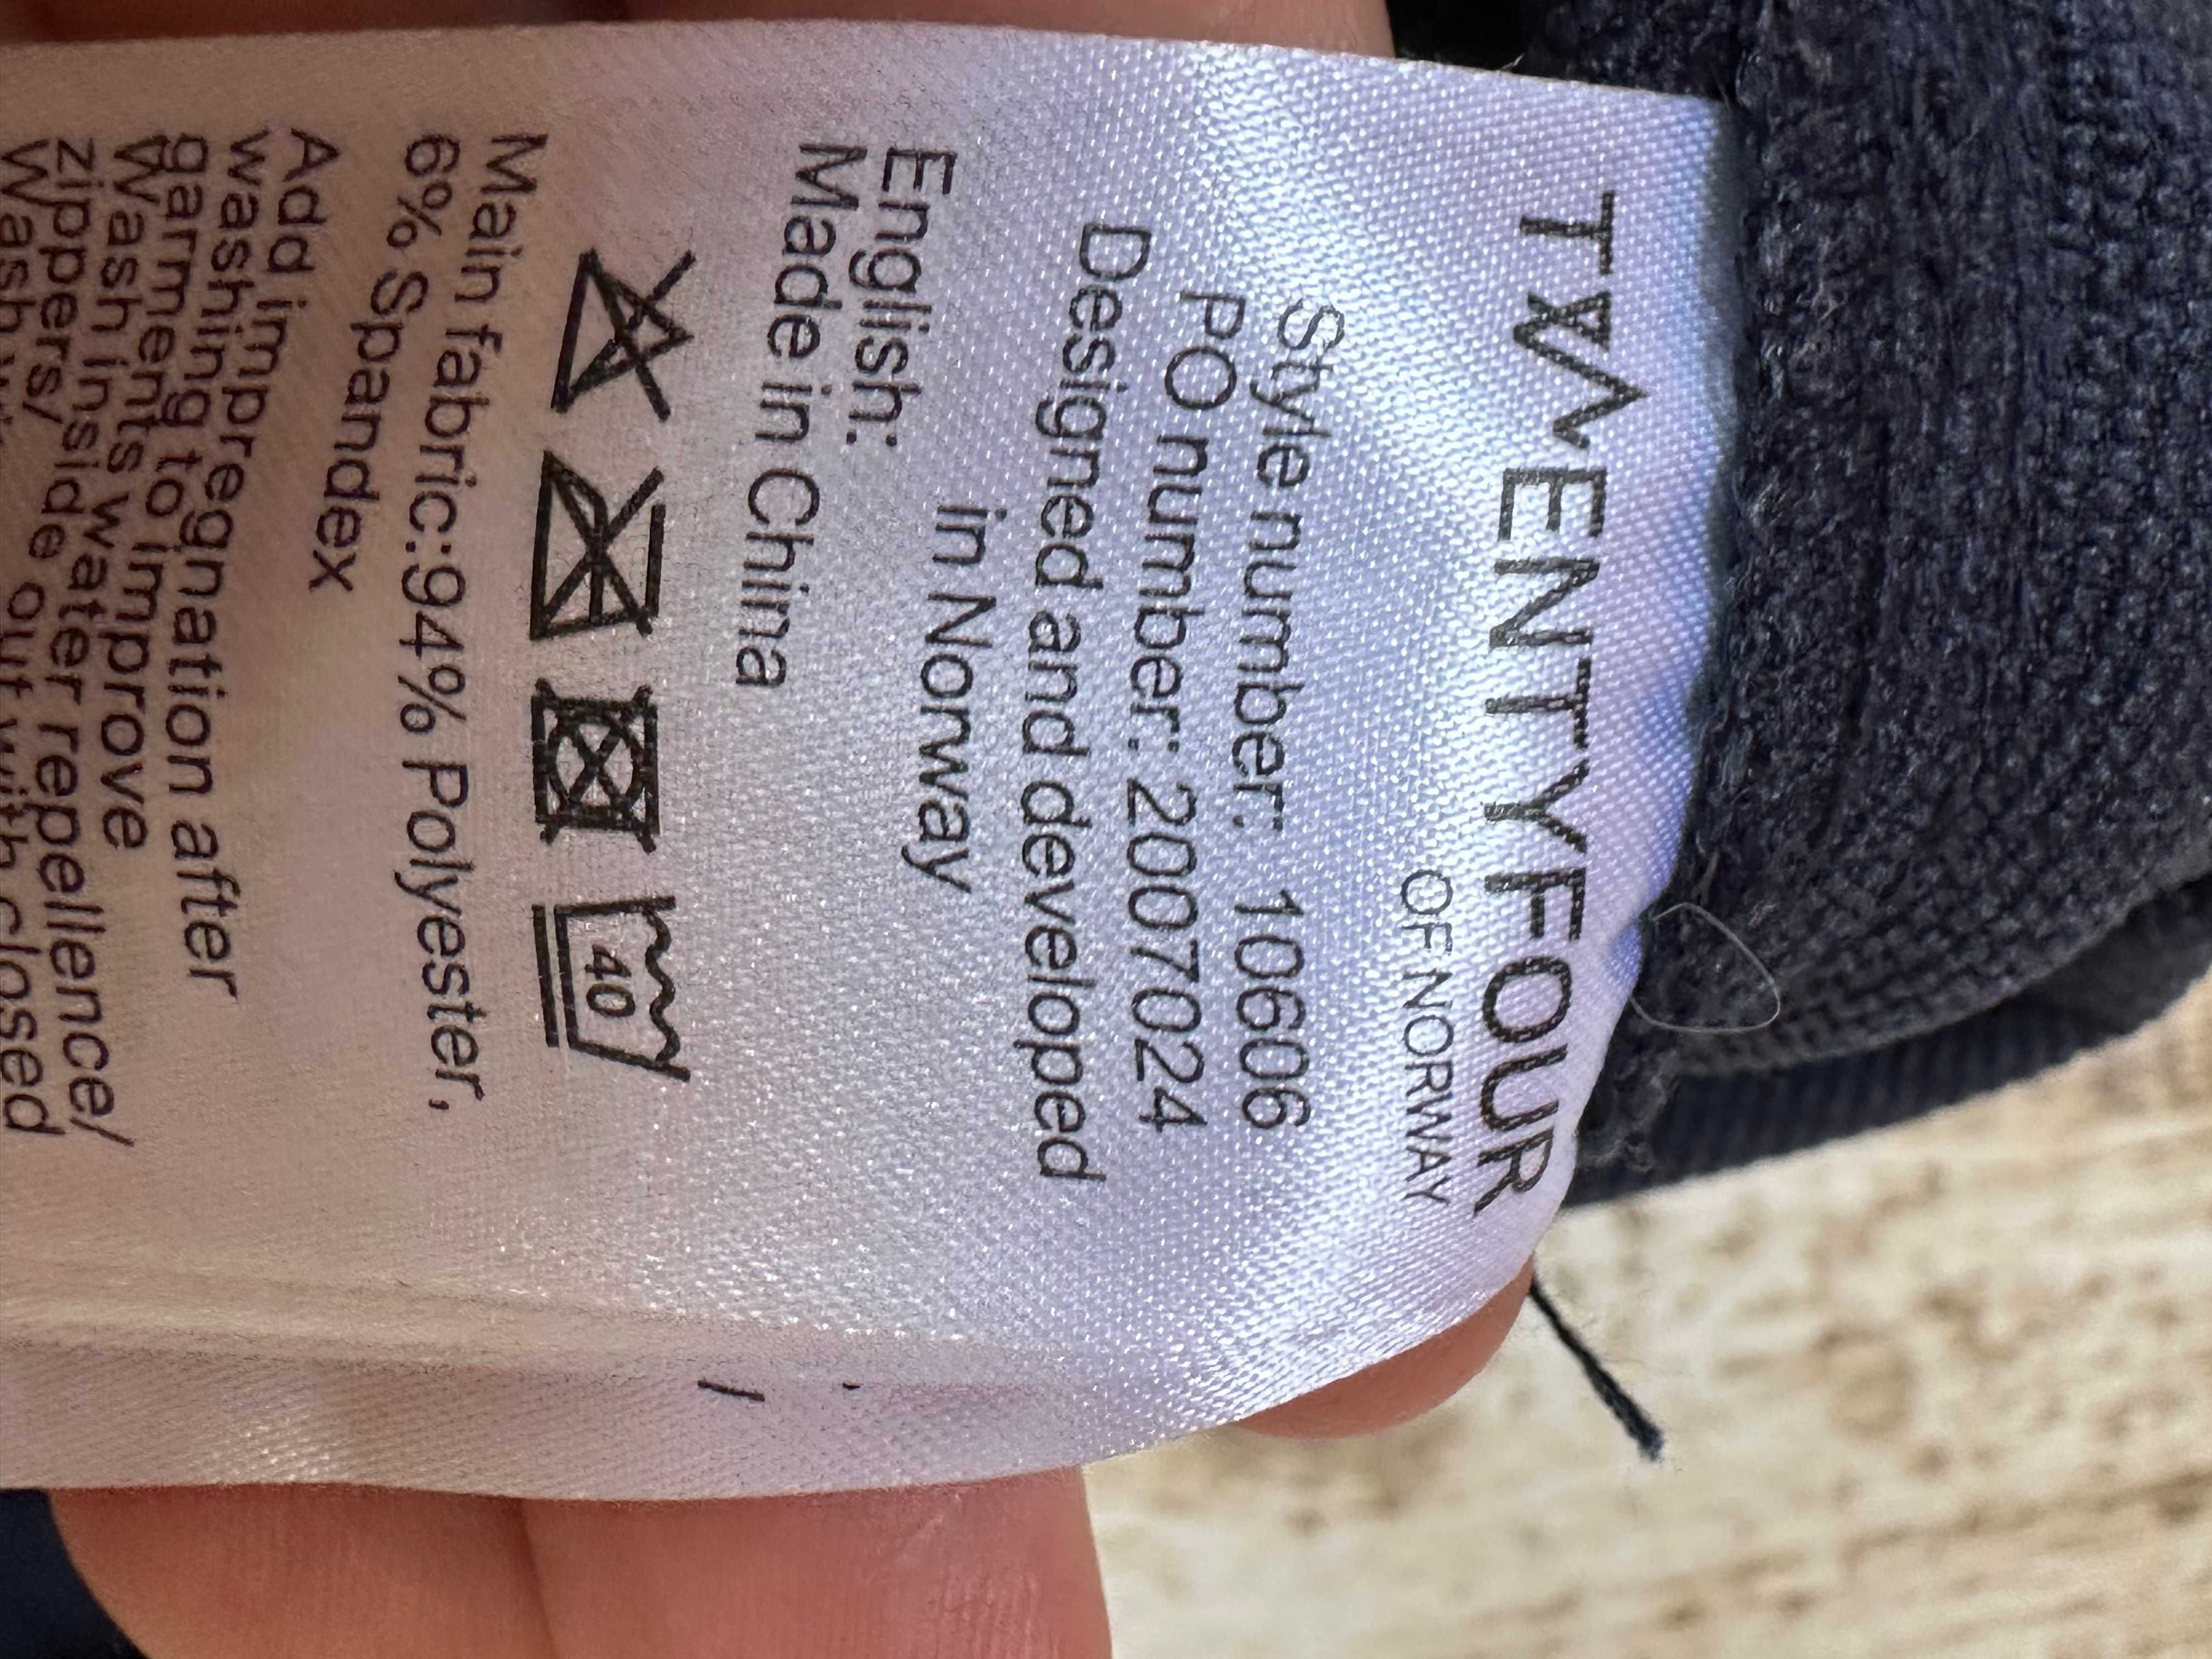 TWENTYFOUR
OF NORWAY
Style number: 10606
PO number: 2007024
Designed and developed
in Norway
English:
Made in China
40
Main fabric:94% Polyester,
6% Spandex
Add impregnation after
washing to improve
garments water repellence/
Wash inside out with closed
zippers/